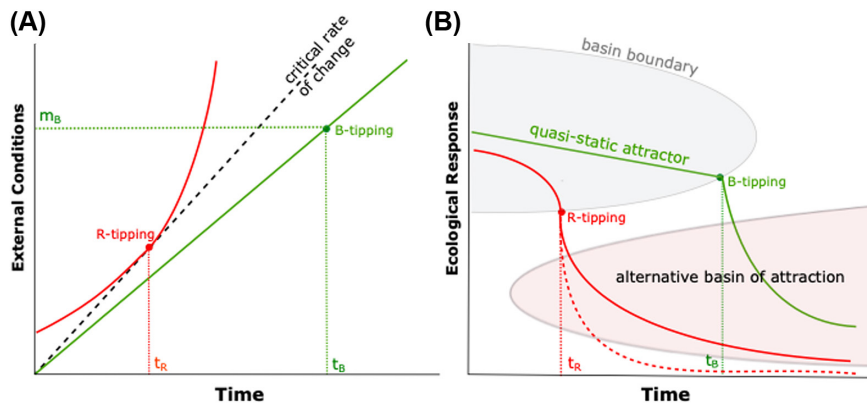 (A)
(B)
critical rate
of change
basin boundary
External Conditions
m_B
B-tipping
R-tipping
t_R
t_B
Time
Ecological Response
quasi-static attractor
B-tipping
R-tipping
alternative basin of attraction
t_R
t_B
Time